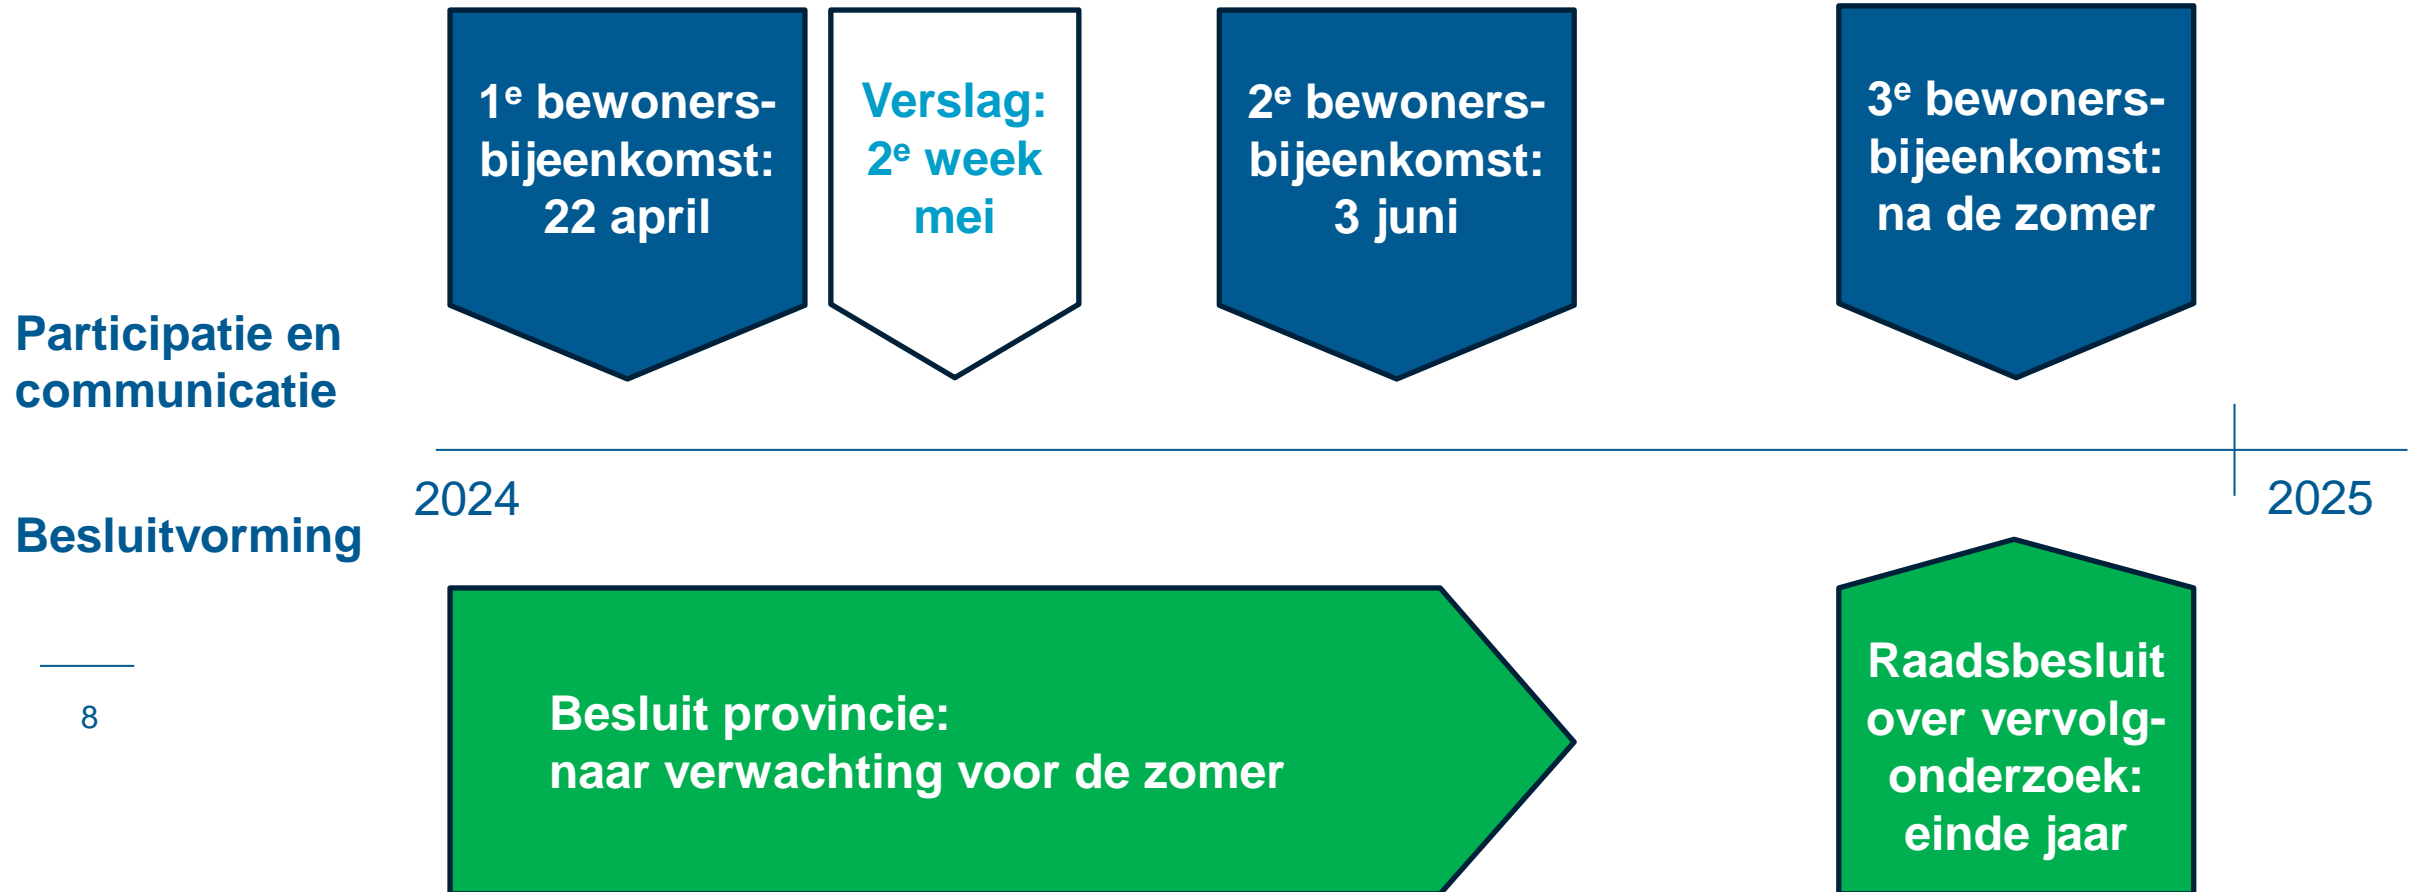 1e bewoners-
bijeenkomst:
22 april
Verslag:
2e week
mei
2e bewoners-
bijeenkomst:
3 juni
3e bewoners-
bijeenkomst:
na de zomer
Participatie en
communicatie
2024
2025
Besluitvorming
Besluit provincie:
naar verwachting voor de zomer
Raadsbesluit
over vervolg-
onderzoek:
einde jaar
8